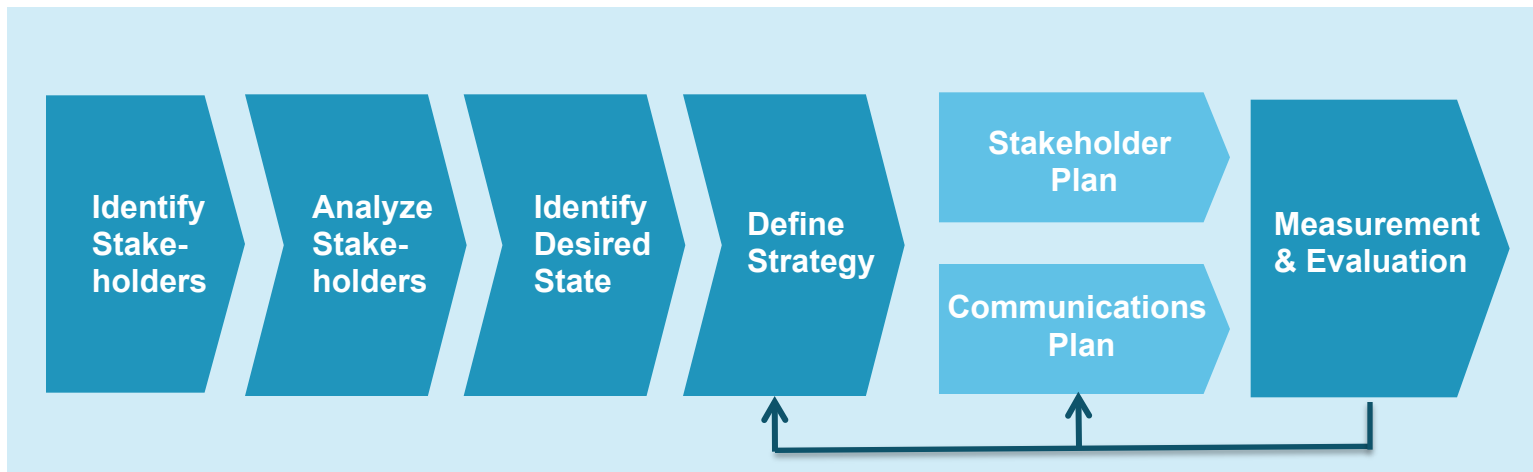 Identify
Stake-
holders
Analyze
Stake-
holders
Identify
Desired
State
Define
Strategy
Stakeholder
Plan
Communications
Plan
Measurement
& Evaluation